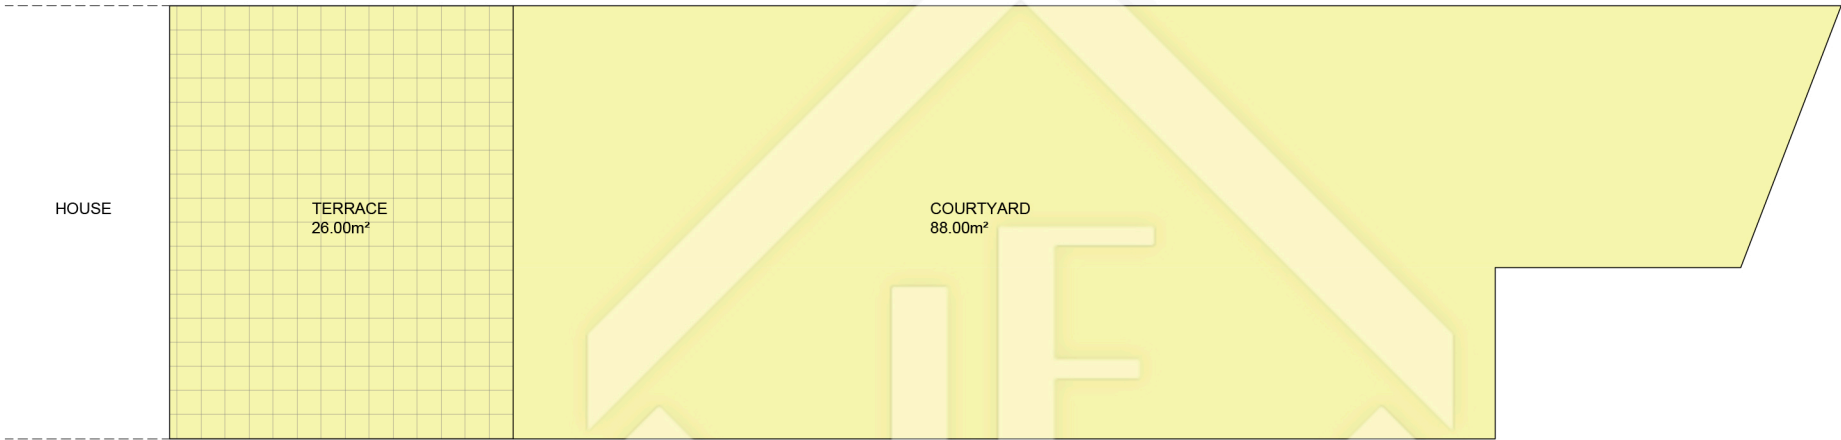 HOUSE
TERRACE
26.00m²
COURTYARD
88.00m²